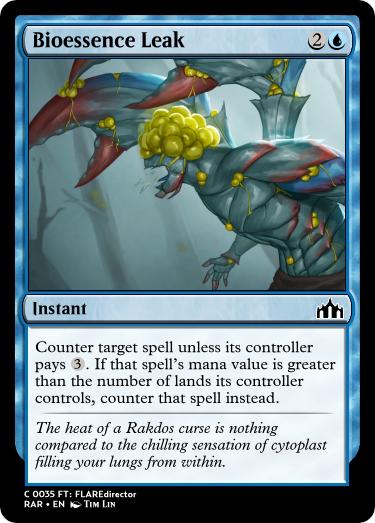 Bioessence Leak 2
Instant
Counter target spell unless its controller
pays 3. If that spell's mana value is greater
than the number of lands its controller
controls, counter that spell instead.
The heat of a Rakdos curse is nothing
compared to the chilling sensation of cytoplast
filling your lungs from within.
C 0035 FT: FLAREdirector
RAR • EN Tim Lin